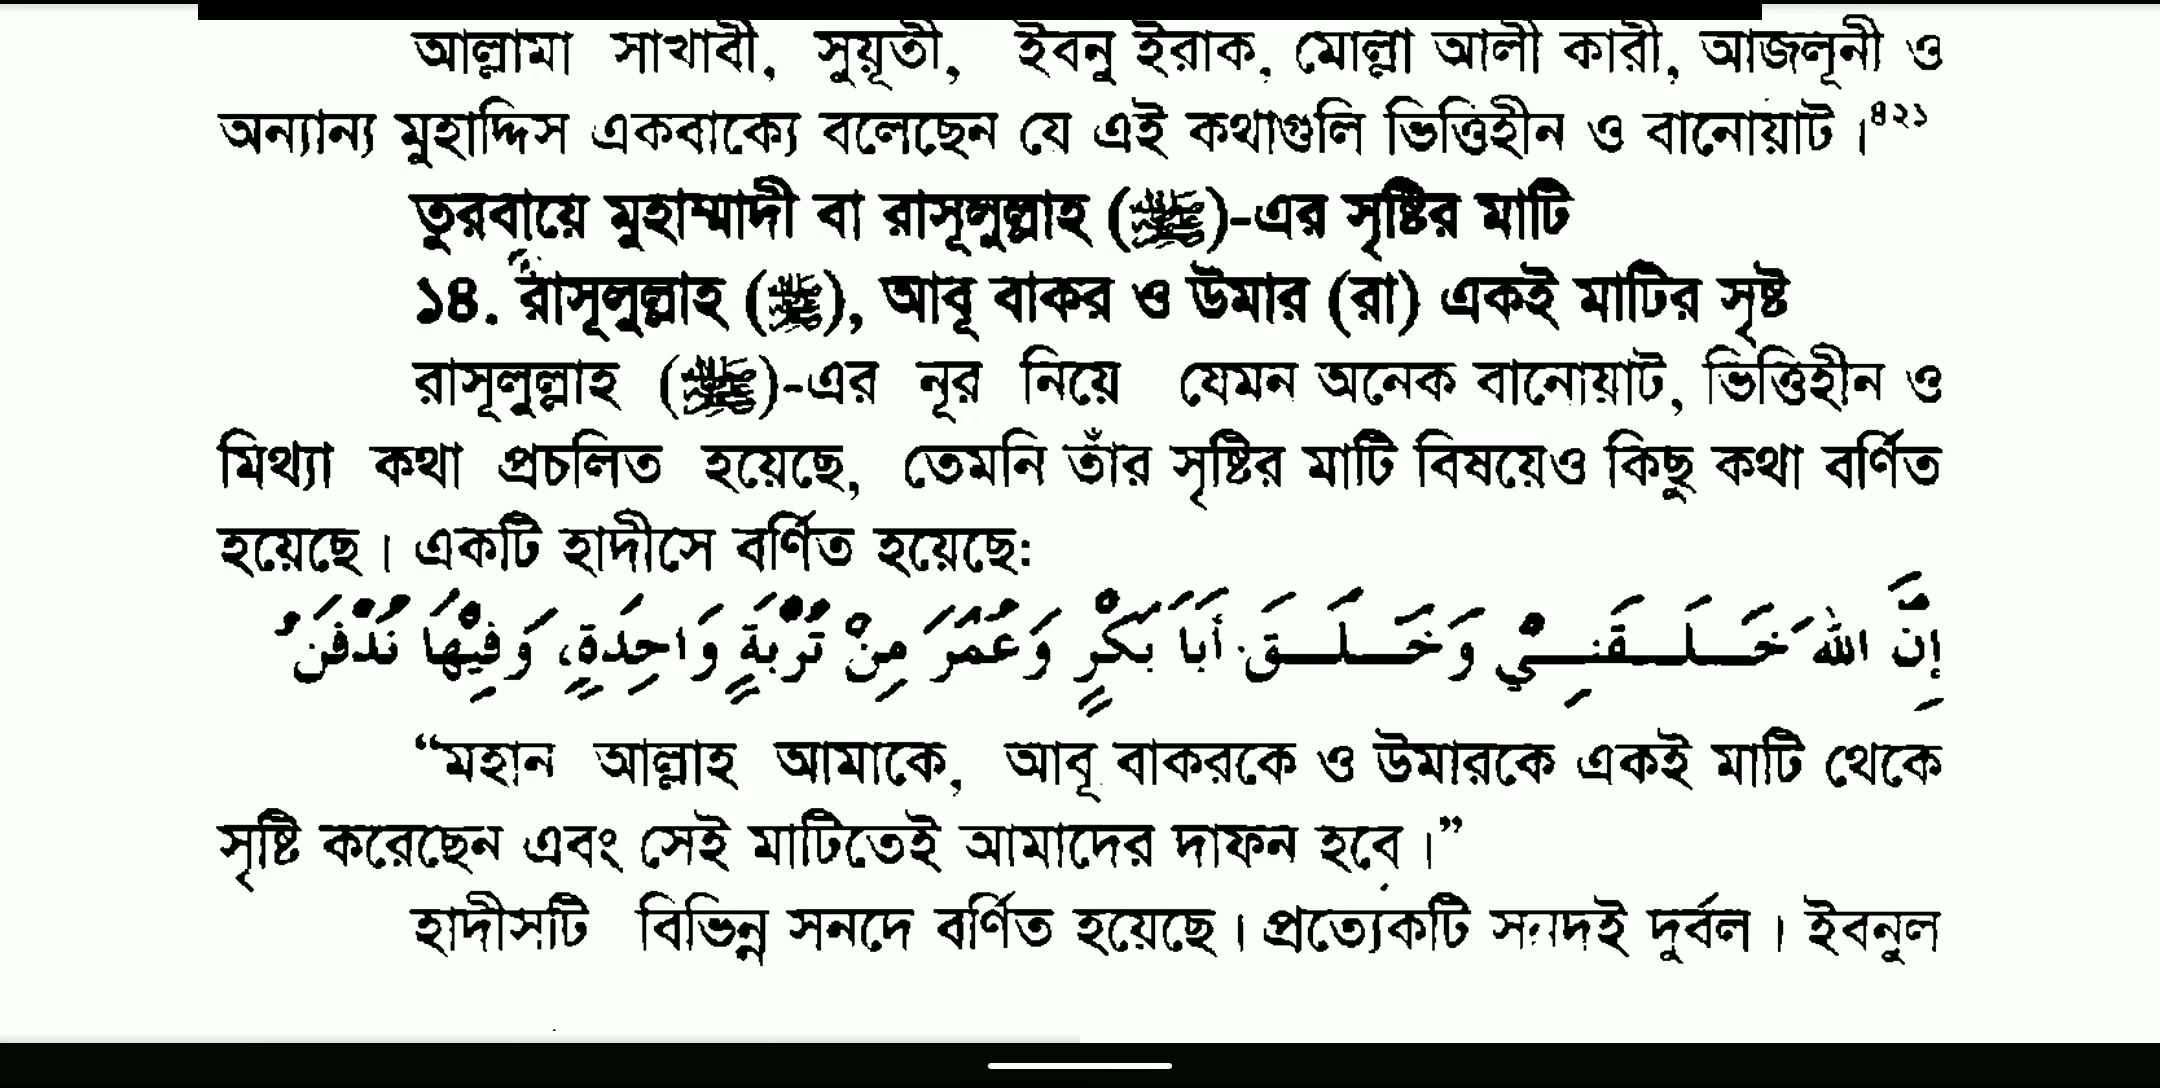 আল্লামা সাখাবী, সুয়ূতী, ইবনু ইরাক, মোল্লা আলী কারী, আজলূনী ও
অন্যান্য মুহাদ্দিস একবাক্যে বলেছেন যে এই কথাগুলি ভিত্তিহীন ও বানোয়াট।৪২১
তুরবায়ে মুহাম্মাদী বা রাসূলুল্লাহ (ﷺ)-এর সৃষ্টির মাটি
১৪. রাসূলুল্লাহ (ﷺ), আবূ বাকর ও উমার (রা) একই মাটির সৃষ্ট
রাসূলুল্লাহ (ﷺ)-এর নূর নিয়ে যেমন অনেক বানোয়াট, ভিত্তিহীন ও
মিথ্যা কথা প্রচলিত হয়েছে, তেমনি তাঁর সৃষ্টির মাটি বিষয়েও কিছু কথা বর্ণিত
হয়েছে। একটি হাদীসে বর্ণিত হয়েছে:
إِنَّ اللهَ خَلَقَنِيْ وَخَلَقَ أَبَا بَكْرٍ وَعُمَرَ مِنْ تُرْبَةٍ وَاحِدَةٍ، وَفِيْهَا نُدْفَنُ
“মহান আল্লাহ আমাকে, আবূ বাকরকে ও উমারকে একই মাটি থেকে
সৃষ্টি করেছেন এবং সেই মাটিতেই আমাদের দাফন হবে।”
হাদীসটি বিভিন্ন সনদে বর্ণিত হয়েছে। প্রত্যেকটি সনদই দুর্বল। ইবনুল